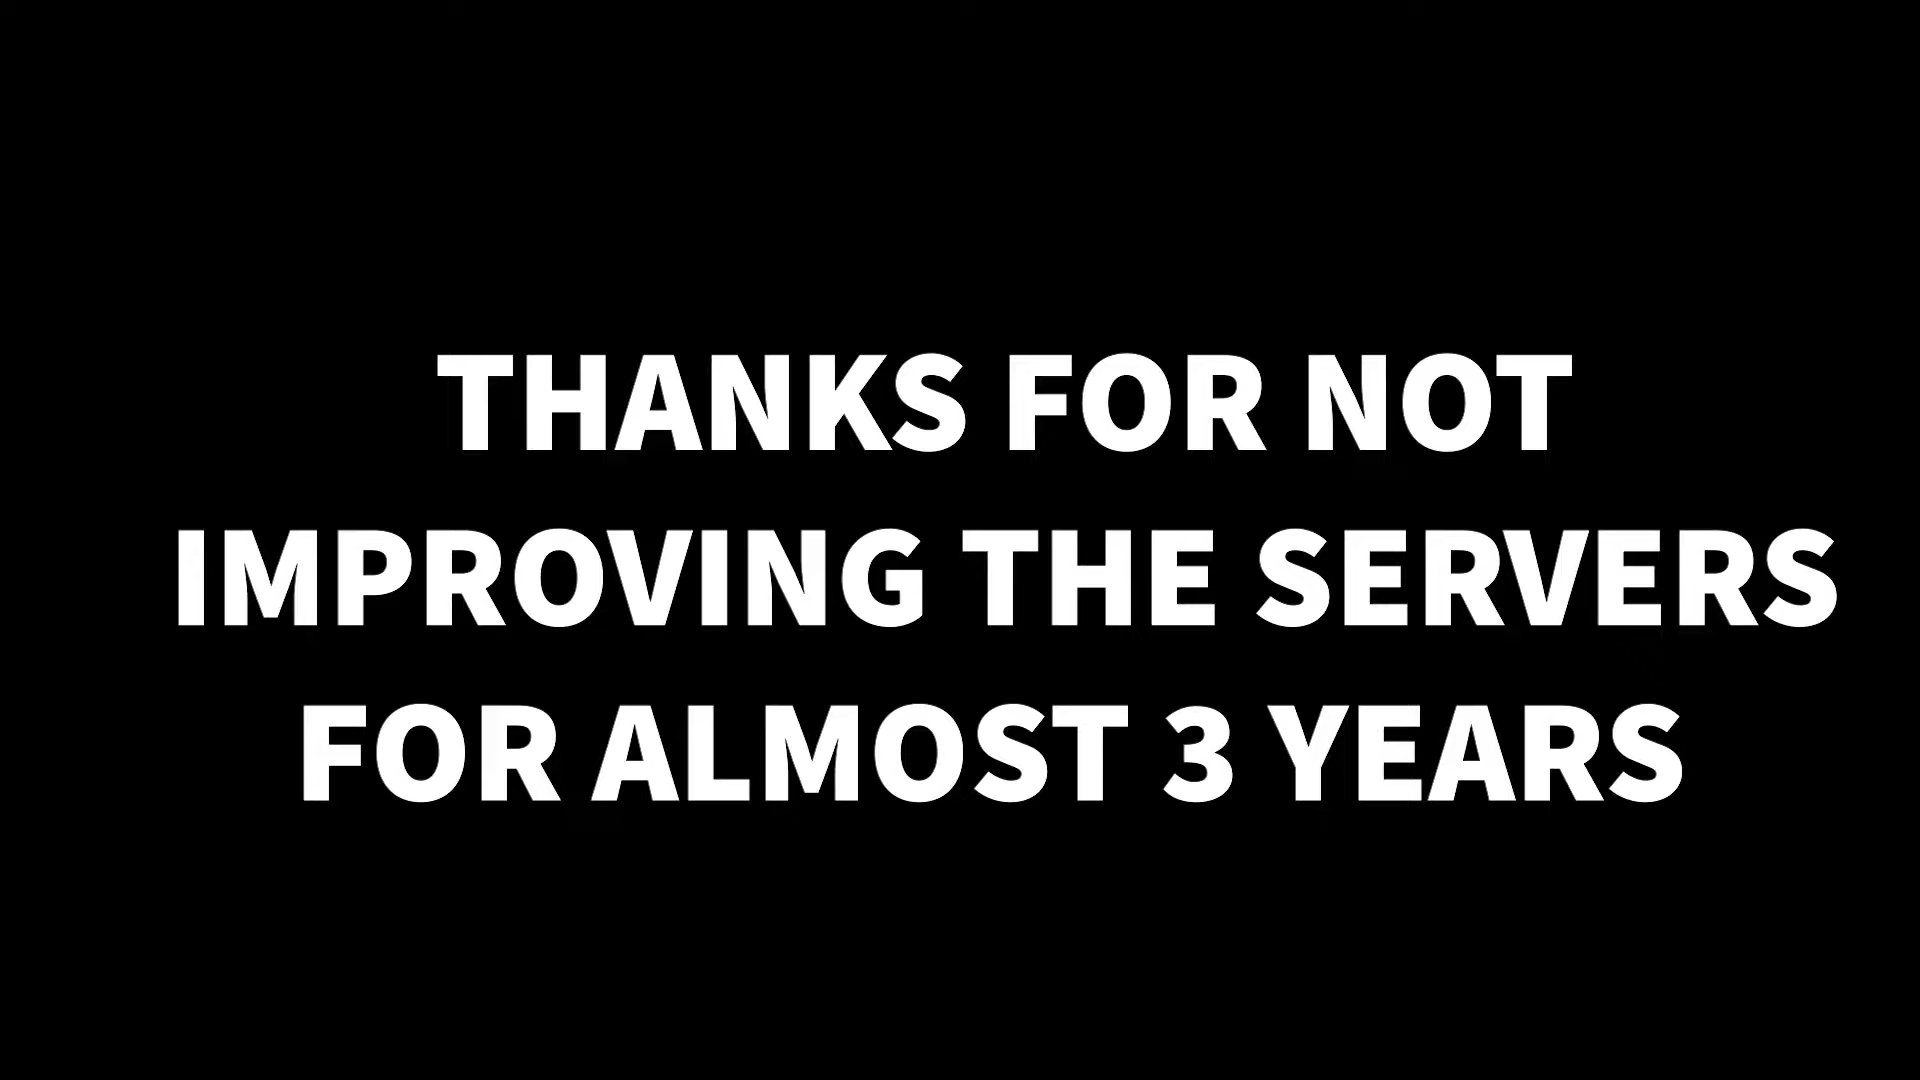 THANKS FOR NOT
IMPROVING THE SERVERS
FOR ALMOST 3 YEARS